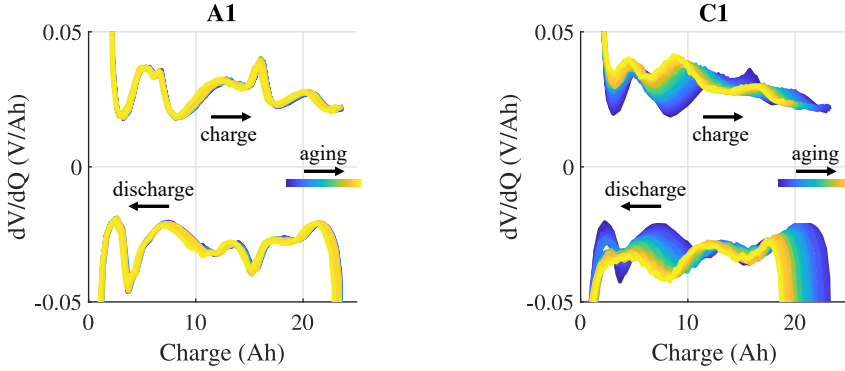 A1
0.05
0
-0.05
dV/dQ (V/Ah)
charge
aging
discharge
0
10
20
Charge (Ah)
C1
0.05
0
-0.05
dV/dQ (V/Ah)
charge
aging
discharge
0
10
20
Charge (Ah)